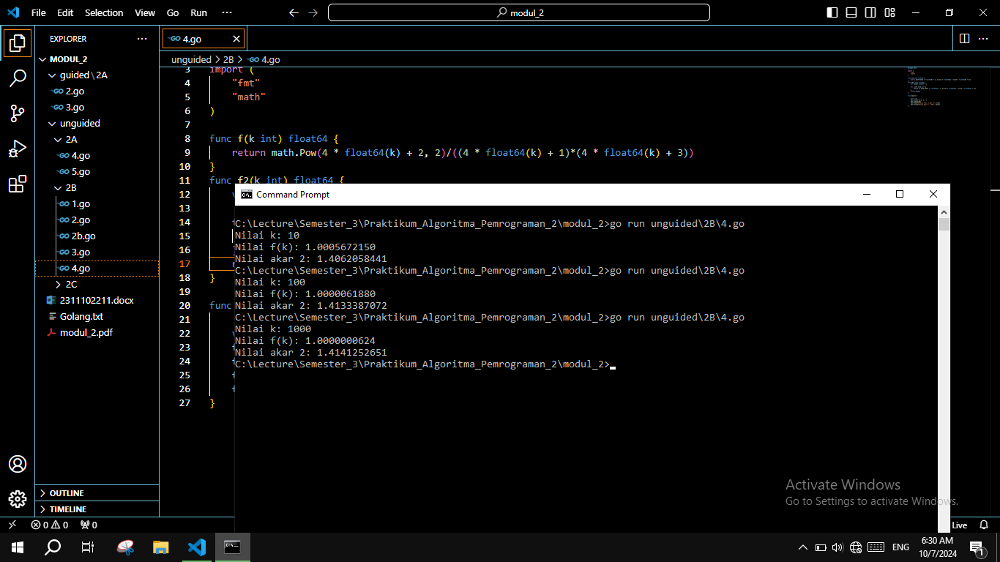 File Edit Selection View Go Run ··· modul_2
EXPLORER ···
MODUL_2
guided\2A
2.go
3.go
unguided
2A
4.go
5.go
2B
1.go
2.go
2b.go
3.go
4.go
2C
2311102211.docx
Golang.txt
modul_2.pdf
OUTLINE
TIMELINE
4.go
unguided > 2B > 4.go
3 import (
4 "fmt"
5 "math"
6 )
7
8 func f(k int) float64 {
9 return math.Pow(4 * float64(k) + 2, 2)/((4 * float64(k) + 1)*(4 * float64(k) + 3))
10 }
11 func f2(k int) float64 {
12
13
14
15
16
17
18 }
19
20 func
21
22
23
24
25
26
27 }
Command Prompt
C:\Lecture\Semester_3\Praktikum_Algoritma_Pemrograman_2\modul_2>go run unguided\2B\4.go
Nilai k: 10
Nilai f(k): 1.0005672150
Nilai akar 2: 1.4062058441
C:\Lecture\Semester_3\Praktikum_Algoritma_Pemrograman_2\modul_2>go run unguided\2B\4.go
Nilai k: 100
Nilai f(k): 1.0000061880
Nilai akar 2: 1.4133387072
C:\Lecture\Semester_3\Praktikum_Algoritma_Pemrograman_2\modul_2>go run unguided\2B\4.go
Nilai k: 1000
Nilai f(k): 1.0000000624
Nilai akar 2: 1.4141252651
C:\Lecture\Semester_3\Praktikum_Algoritma_Pemrograman_2\modul_2>
Activate Windows
Go to Settings to activate Windows.
0 0 0 Live
ENG 6:30 AM
10/7/2024 1